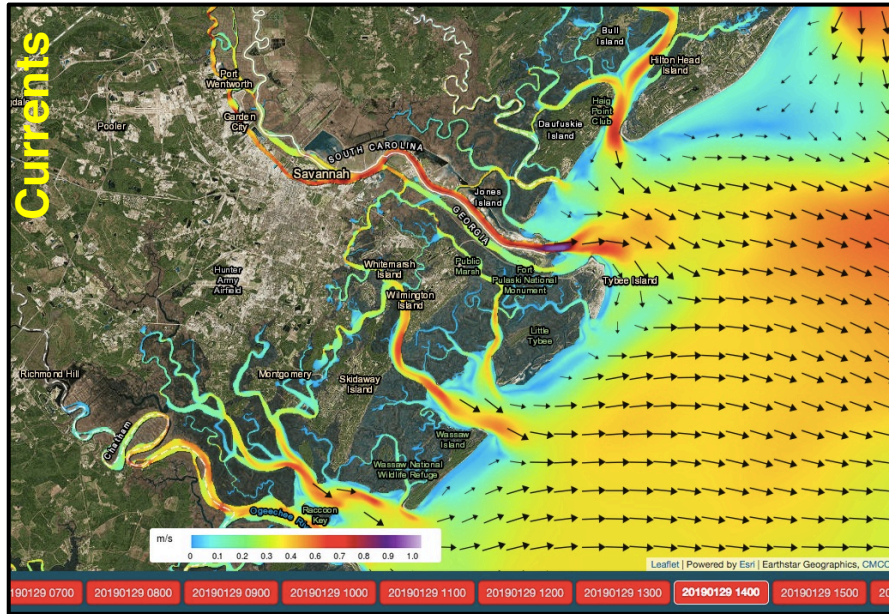 Currents
Bull
Island
Hilton Head
Island
Port
Wentworth
Haig
Point
Club
Garden
City
Pooler
Daufuskie
Island
SOUTH CAROLINA
Savannah
Jones
Island
GEORGIA
Whitemarsh
Island
Public
Marsh
Fort
Pulaski National
Monument
Tybee Island
Hunter
Army
Airfield
Wilmington
Island
Little
Tybee
Richmond Hill
Montgomery
Skidaway
Island
Chatham
Wassaw
Island
Wassaw National
Wildlife Refuge
Raccoon
Key
Ogeechee
m/s
0 0.1 0.2 0.3 0.4 0.6 0.7 0.8 0.9 1.0
Leaflet | Powered by Esri | Earthstar Geographics, CMCC
20190129 0800 20190129 0900 20190129 1000 20190129 1100 20190129 1200 20190129 1300 20190129 1400 20190129 1500